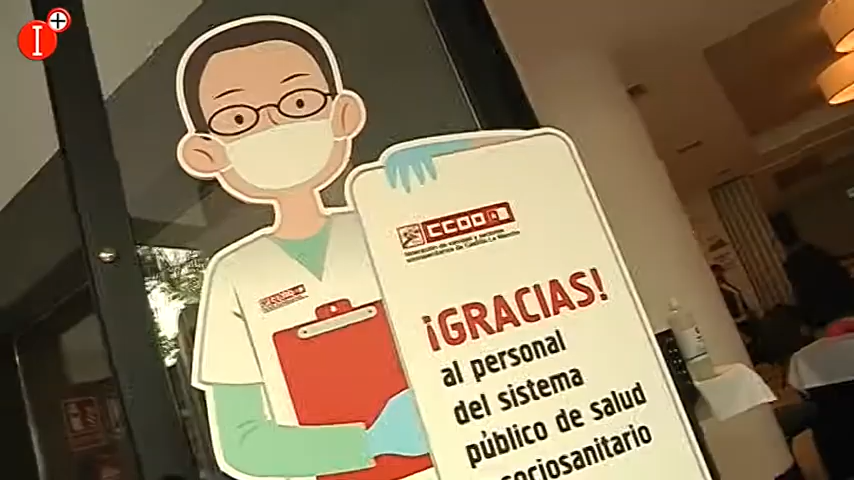 I+
CCOO
¡GRACIAS!
al personal
del sistema
público de salud
sociosanitario